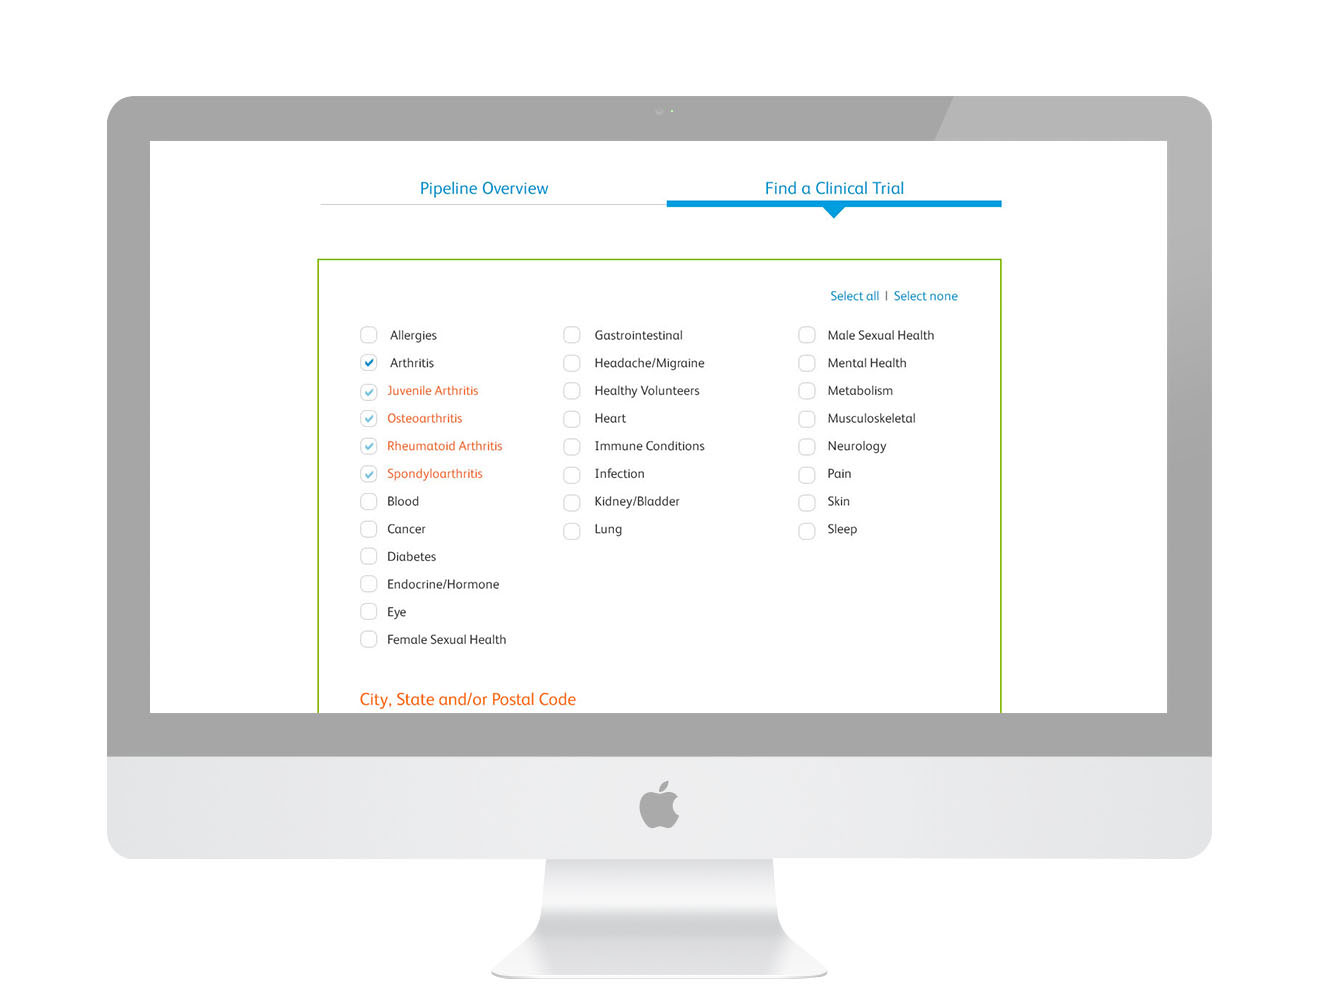 Pipeline Overview
Find a Clinical Trial
Select all | Select none
Allergies
Arthritis
Juvenile Arthritis
Osteoarthritis
Rheumatoid Arthritis
Spondyloarthritis
Blood
Cancer
Diabetes
Endocrine/Hormone
Eye
Female Sexual Health
Gastrointestinal
Headache/Migraine
Healthy Volunteers
Heart
Immune Conditions
Infection
Kidney/Bladder
Lung
Male Sexual Health
Mental Health
Metabolism
Musculoskeletal
Neurology
Pain
Skin
Sleep
City, State and/or Postal Code